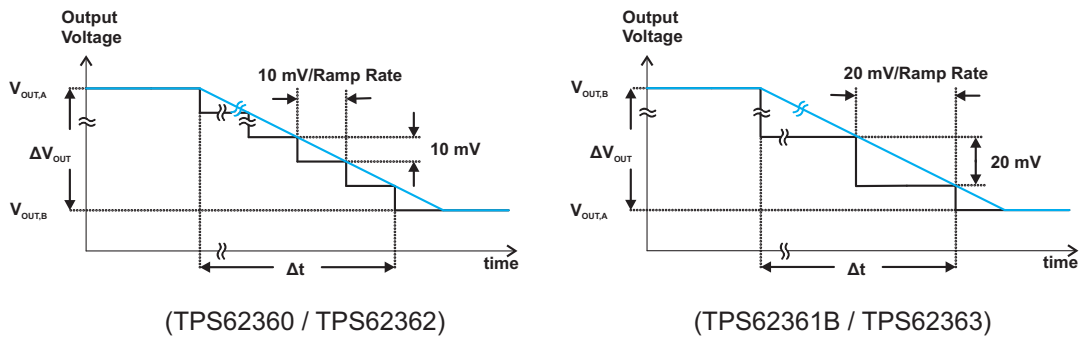 Output
Voltage
10 mV/Ramp Rate
V_OUT,A
10 mV
ΔV_OUT
V_OUT,B
time
Δt
(TPS62360 / TPS62362)
Output
Voltage
20 mV/Ramp Rate
V_OUT,B
20 mV
ΔV_OUT
V_OUT,A
time
Δt
(TPS62361B / TPS62363)